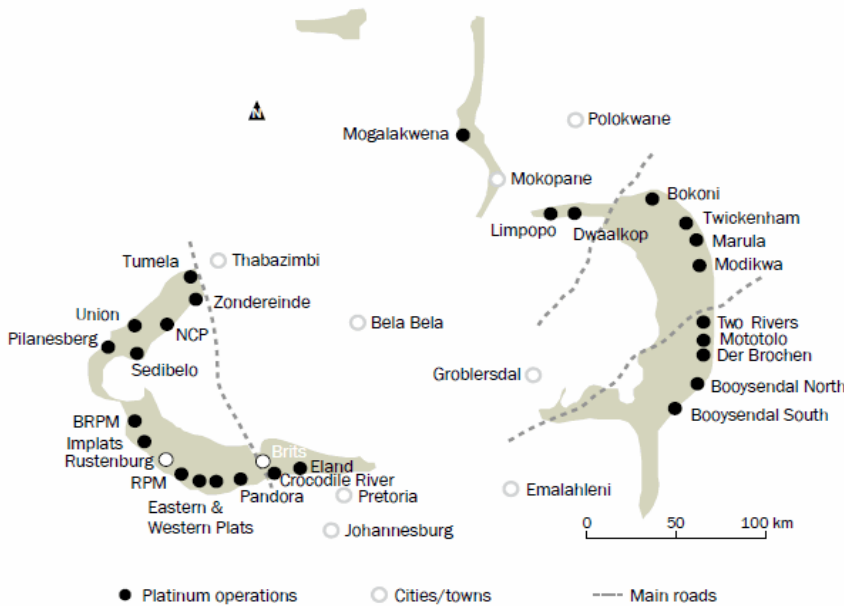 N
Polokwane
Mogalakwena
Mokopane
Bokoni
Limpopo
Dwaalkop
Twickenham
Marula
Modikwa
Tumela
Thabazimbi
Zondereinde
Union
NCP
Bela Bela
Two Rivers
Pilanesberg
Mototolo
Der Brochen
Sedibelo
Groblersdal
Booysendal North
Booysendal South
BRPM
Implats
Rustenburg
Brits
Eland
RPM
Crocodile River
Pandora
Pretoria
Emalahleni
Eastern &
Western Plats
Johannesburg
0 50 100 km
Platinum operations
Cities/towns
Main roads